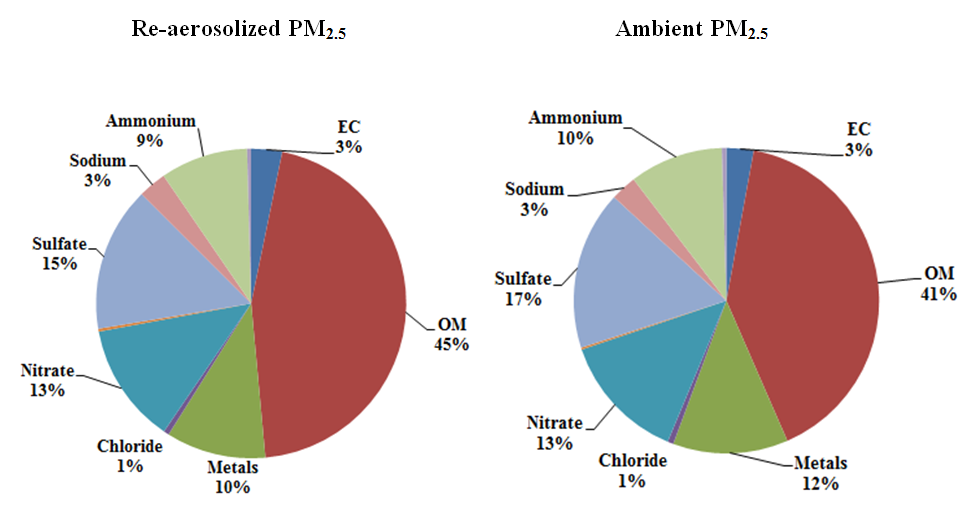 Re-aerosolized PM2.5
Ammonium
9%
EC
3%
Sodium
3%
Sulfate
15%
OM
45%
Nitrate
13%
Chloride
1%
Metals
10%
Ambient PM2.5
Ammonium
10%
EC
3%
Sodium
3%
Sulfate
17%
OM
41%
Nitrate
13%
Chloride
1%
Metals
12%